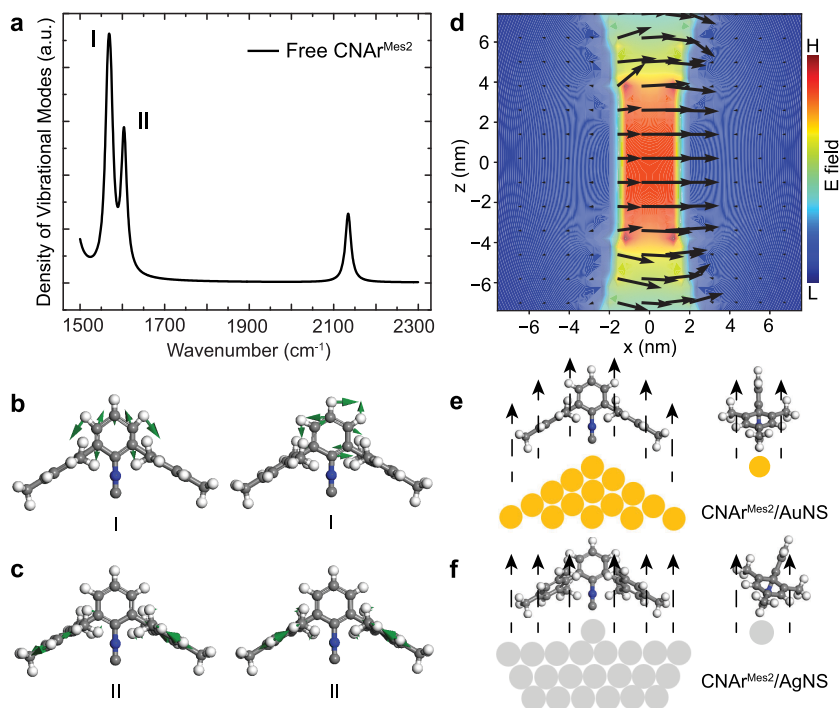 a
I
II
Free CNAr^Mes2
Density of Vibrational Modes (a.u.)
1500 1700 1900 2100 2300
Wavenumber (cm⁻¹)
b
I I
c
II II
d
6
4
2
0
−2
−4
−6
z (nm)
−6 −4 −2 0 2 4 6
x (nm)
H
E field
L
e
CNAr^Mes2/AuNS
f
CNAr^Mes2/AgNS